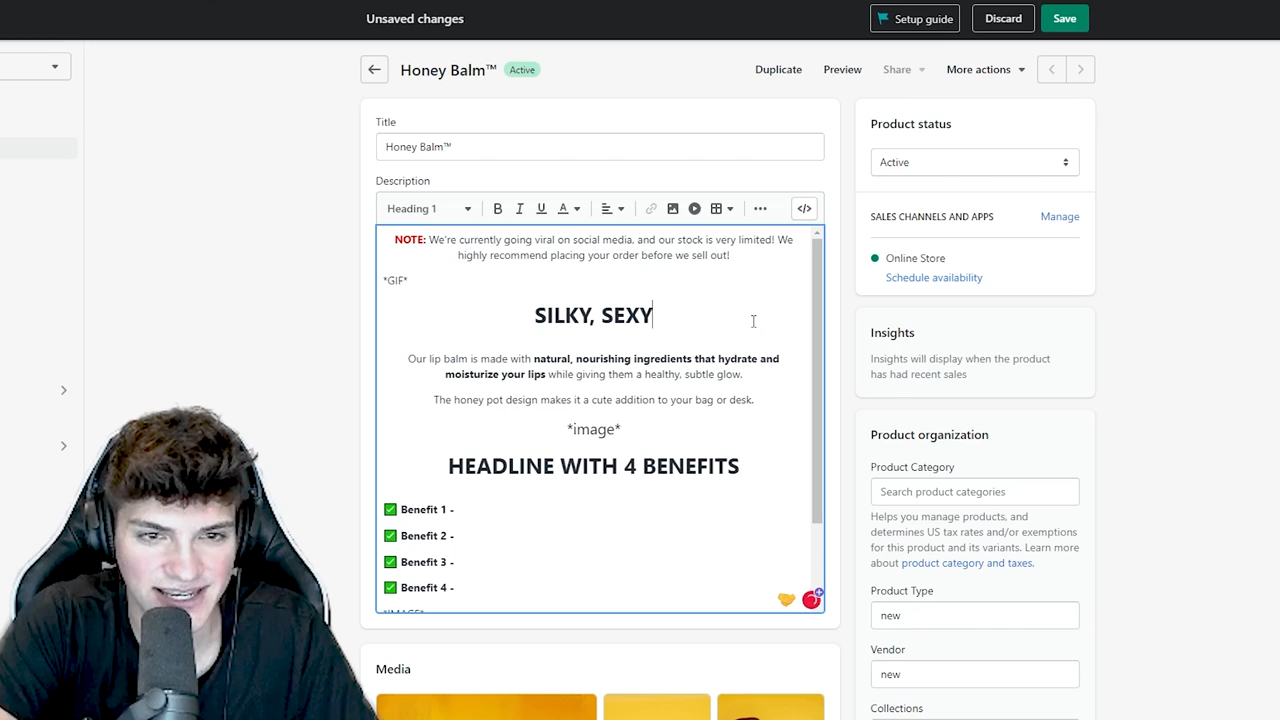 Unsaved changes
Setup guide
Discard
Save
Honey Balm™
Active
Duplicate
Preview
Share
More actions
Title
Honey Balm™
Description
Heading 1
B
I
U
A
</>
NOTE: We're currently going viral on social media, and our stock is very limited! We
highly recommend placing your order before we sell out!
*GIF*
SILKY, SEXY
Our lip balm is made with natural, nourishing ingredients that hydrate and
moisturize your lips while giving them a healthy, subtle glow.
The honey pot design makes it a cute addition to your bag or desk.
*image*
HEADLINE WITH 4 BENEFITS
✅ Benefit 1 -
✅ Benefit 2 -
✅ Benefit 3 -
✅ Benefit 4 -
*IMAGE*
Media
Product status
Active
SALES CHANNELS AND APPS
Manage
Online Store
Schedule availability
Insights
Insights will display when the product
has had recent sales
Product organization
Product Category
Search product categories
Helps you manage products, and
determines US tax rates and/or exemptions
for this product and its variants. Learn more
about product category and taxes.
Product Type
new
Vendor
new
Collections